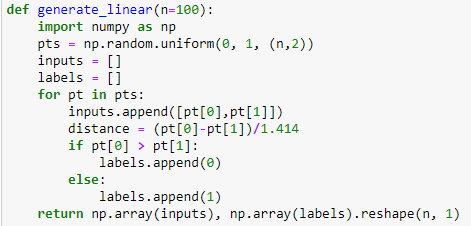 def generate_linear(n=100):
    import numpy as np
    pts = np.random.uniform(0, 1, (n,2))
    inputs = []
    labels = []
    for pt in pts:
        inputs.append([pt[0],pt[1]])
        distance = (pt[0]-pt[1])/1.414
        if pt[0] > pt[1]:
            labels.append(0)
        else:
            labels.append(1)
    return np.array(inputs), np.array(labels).reshape(n, 1)